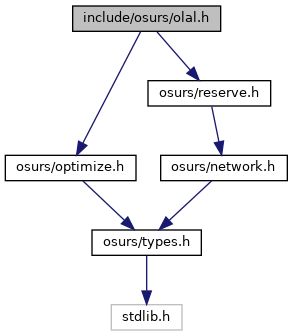 include/osurs/olal.h
osurs/reserve.h
osurs/optimize.h
osurs/network.h
osurs/types.h
stdlib.h